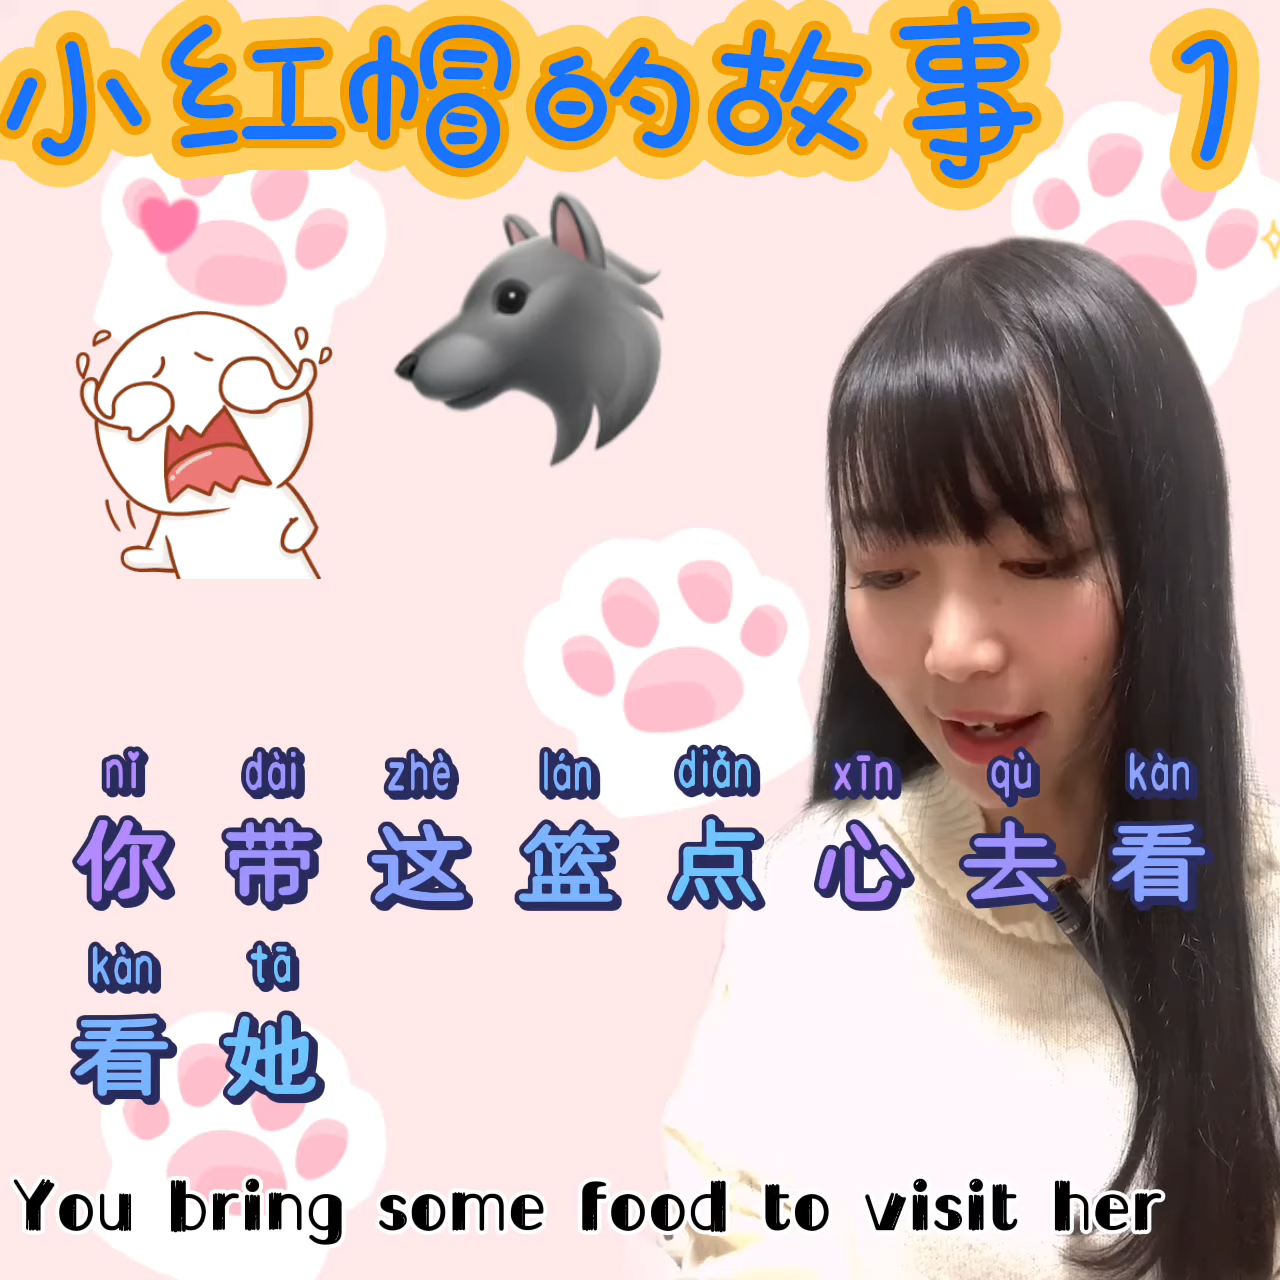 小红帽的故事 1
nǐ dài zhè lán diǎn xīn qù kàn
你带这篮点心去看
kàn tā
看她
You bring some food to visit her